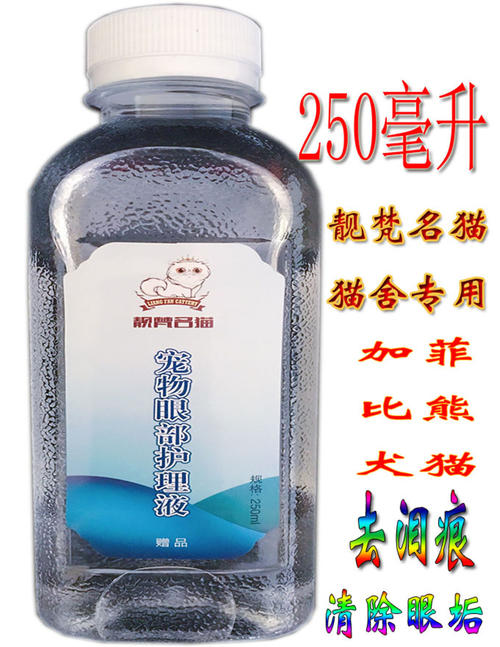 LIANG FAN CATTERY
靓梵名猫
宠物眼部护理液
规格：250ml
赠品
250毫升
靓梵名猫
猫舍专用
加菲
比熊
犬猫
去泪痕
清除眼垢